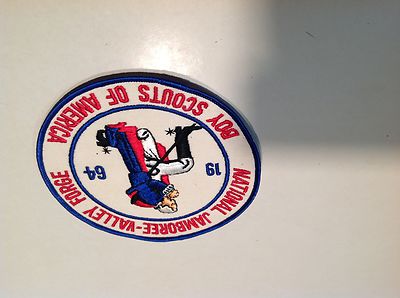 BOY SCOUTS OF AMERICA
19 64
NATIONAL JAMBOREE-VALLEY FORGE